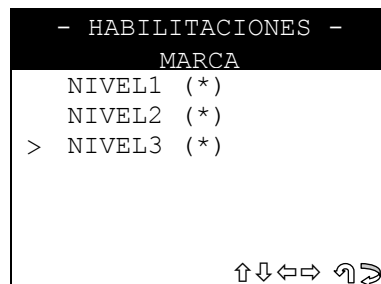 - HABILITACIONES -
MARCA
NIVEL1 (*)
NIVEL2 (*)
> NIVEL3 (*)
⇧⇩⇦⇨